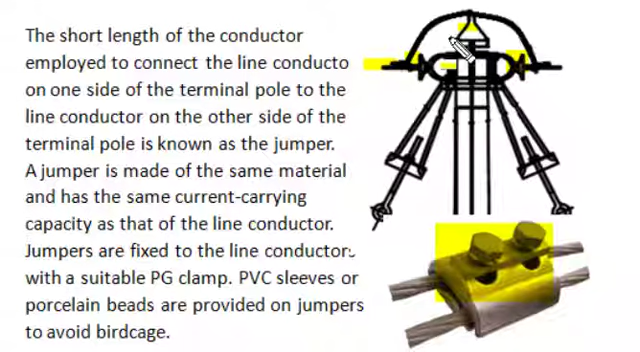 The short length of the conductor
employed to connect the line conducto
on one side of the terminal pole to the
line conductor on the other side of the
terminal pole is known as the jumper.
A jumper is made of the same material
and has the same current-carrying
capacity as that of the line conductor.
Jumpers are fixed to the line conductors
with a suitable PG clamp. PVC sleeves or
porcelain beads are provided on jumpers
to avoid birdcage.